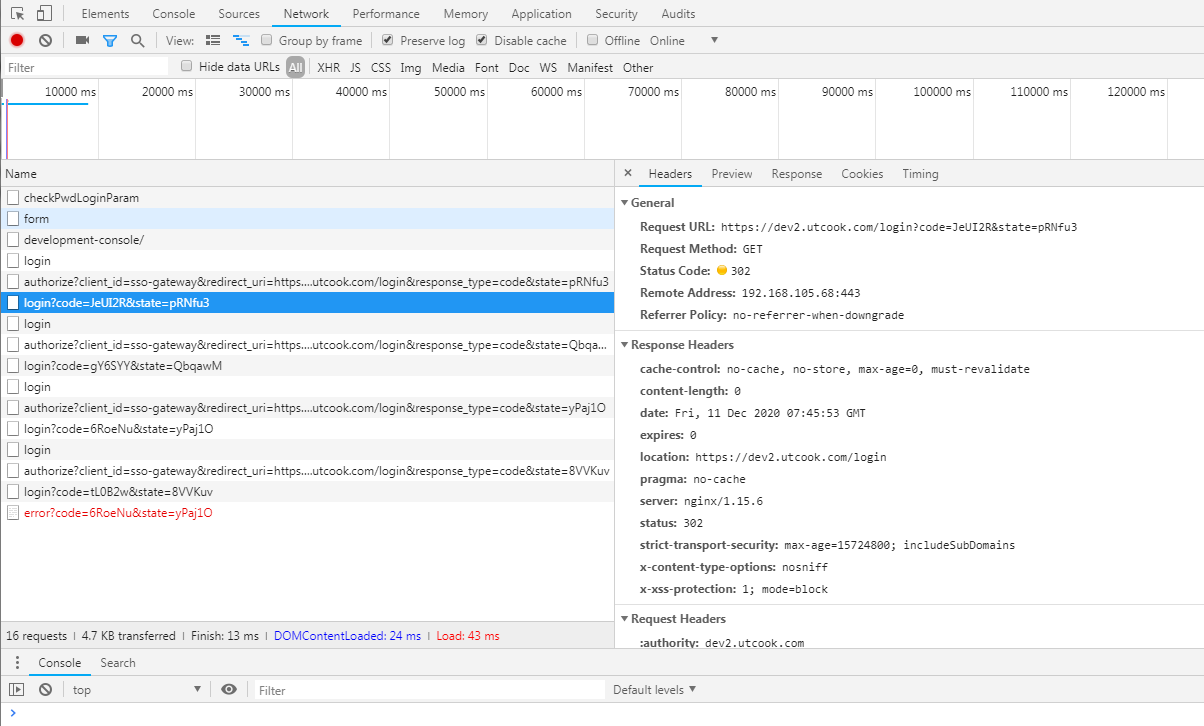 Elements Console Sources Network Performance Memory Application Security Audits
View: Group by frame Preserve log Disable cache Offline Online
Filter Hide data URLs All XHR JS CSS Img Media Font Doc WS Manifest Other
10000 ms 20000 ms 30000 ms 40000 ms 50000 ms 60000 ms 70000 ms 80000 ms 90000 ms 100000 ms 110000 ms 120000 ms
Name
checkPwdLoginParam
form
development-console/
login
authorize?client_id=sso-gateway&redirect_uri=https....utcook.com/login&response_type=code&state=pRNfu3
login?code=JeUI2R&state=pRNfu3
login
authorize?client_id=sso-gateway&redirect_uri=https....utcook.com/login&response_type=code&state=Qbqa...
login?code=gY6SYY&state=QbqawM
login
authorize?client_id=sso-gateway&redirect_uri=https....utcook.com/login&response_type=code&state=yPaj1O
login?code=6RoeNu&state=yPaj1O
login
authorize?client_id=sso-gateway&redirect_uri=https....utcook.com/login&response_type=code&state=8VVKuv
login?code=tL0B2w&state=8VVKuv
error?code=6RoeNu&state=yPaj1O
16 requests | 4.7 KB transferred | Finish: 13 ms | DOMContentLoaded: 24 ms | Load: 43 ms
× Headers Preview Response Cookies Timing
General
Request URL: https://dev2.utcook.com/login?code=JeUI2R&state=pRNfu3
Request Method: GET
Status Code: 302
Remote Address: 192.168.105.68:443
Referrer Policy: no-referrer-when-downgrade
Response Headers
cache-control: no-cache, no-store, max-age=0, must-revalidate
content-length: 0
date: Fri, 11 Dec 2020 07:45:53 GMT
expires: 0
location: https://dev2.utcook.com/login
pragma: no-cache
server: nginx/1.15.6
status: 302
strict-transport-security: max-age=15724800; includeSubDomains
x-content-type-options: nosniff
x-xss-protection: 1; mode=block
Request Headers
:authority: dev2.utcook.com
Console Search
top Filter Default levels